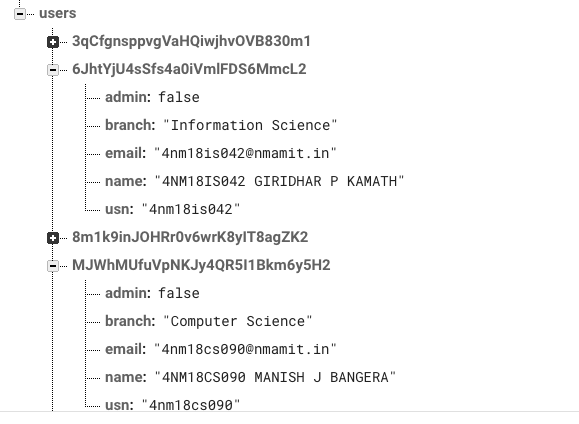 users
3qCfgnsppvgVaHQiwjhvOVB830m1
6JhtYjU4sSfs4a0iVmlFDS6MmcL2
admin: false
branch: "Information Science"
email: "4nm18is042@nmamit.in"
name: "4NM18IS042 GIRIDHAR P KAMATH"
usn: "4nm18is042"
8m1k9inJOHRr0v6wrK8ylT8agZK2
MJWhMUfuVpNKJy4QR5I1Bkm6y5H2
admin: false
branch: "Computer Science"
email: "4nm18cs090@nmamit.in"
name: "4NM18CS090 MANISH J BANGERA"
usn: "4nm18cs090"